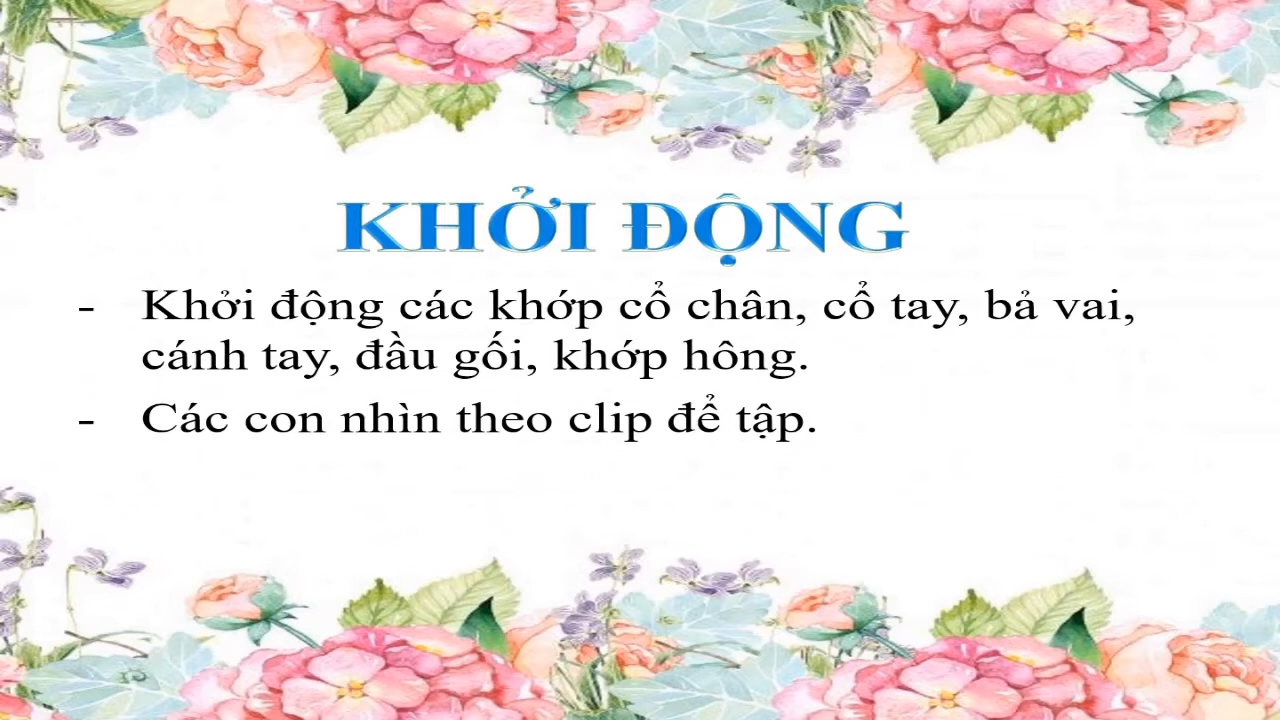 KHỞI ĐỘNG
- Khởi động các khớp cổ chân, cổ tay, bả vai,
cánh tay, đầu gối, khớp hông.
- Các con nhìn theo clip để tập.